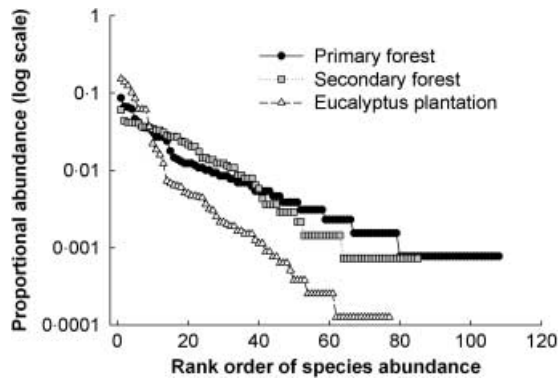 Proportional abundance (log scale)
1
0·1
0·01
0·001
0·0001
Primary forest
Secondary forest
Eucalyptus plantation
0 20 40 60 80 100 120
Rank order of species abundance